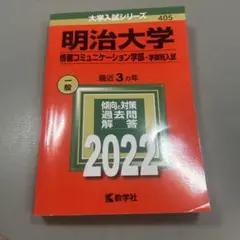 大学入試シリーズ
405
明治大学
情報コミュニケーション学部-学部別入試
一般
最近3カ年
傾向と対策
過去問
解答
2022
教学社